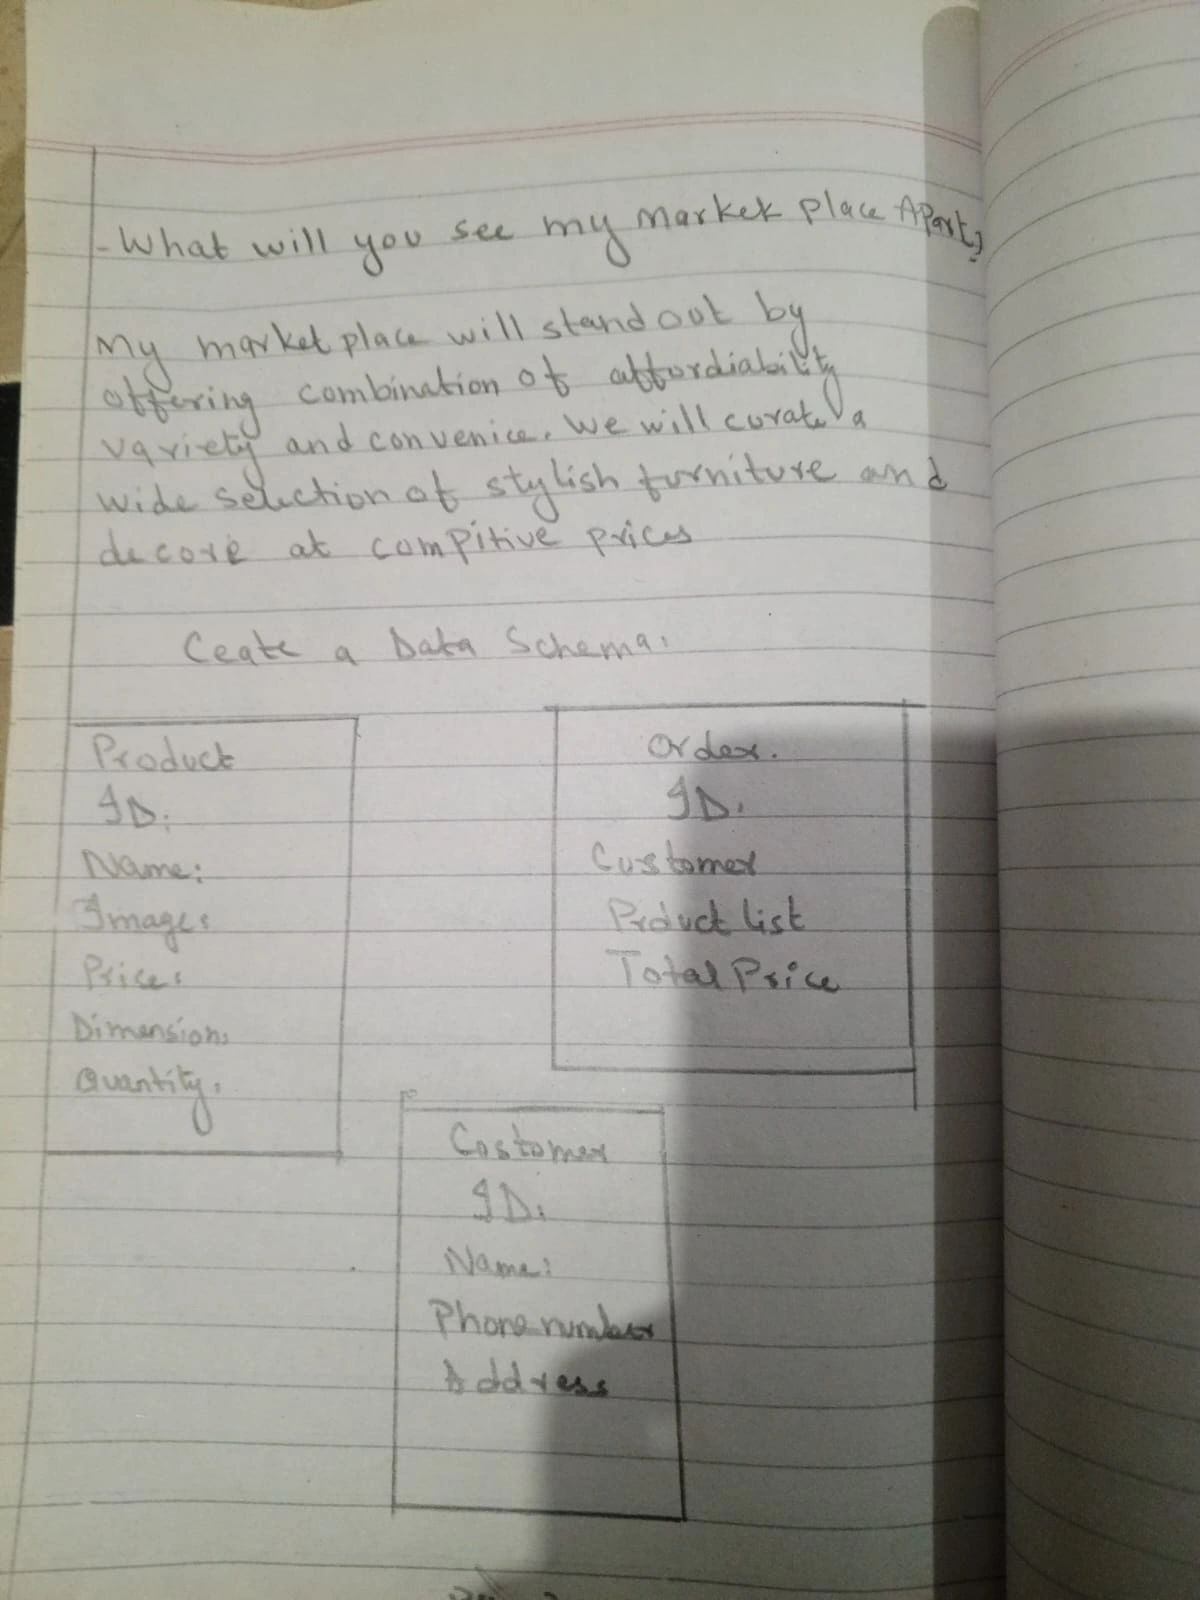 - What will you see my market place Apart,
My market place will stand out by
offering combination of affordiability
variety and convenice. We will curate a
wide selection of stylish furniture and
decore at compitive prices
Ceate a Data Schema.
Product
ID:
Name:
Image:
Price:
Dimension:
Quantity.
Order.
ID.
Customer
Prduct list
Total Price
Costomer
ID.
Name:
Phone number
Address